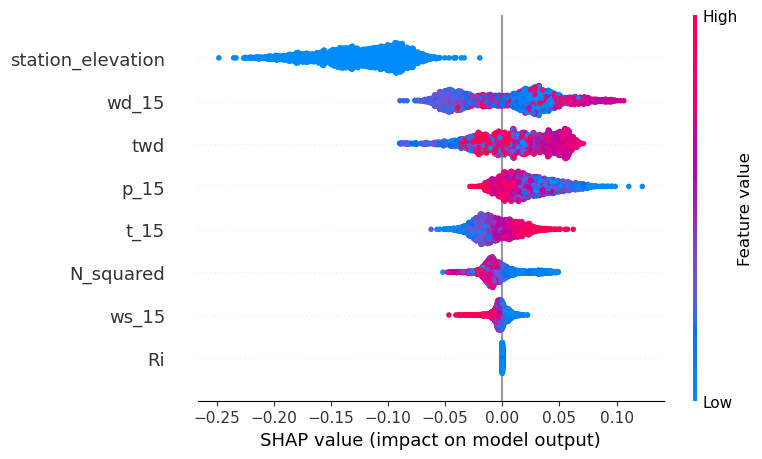 High
station_elevation
wd_15
twd
p_15
t_15
N_squared
ws_15
Ri
Feature value
Low
−0.25 −0.20 −0.15 −0.10 −0.05 0.00 0.05 0.10
SHAP value (impact on model output)